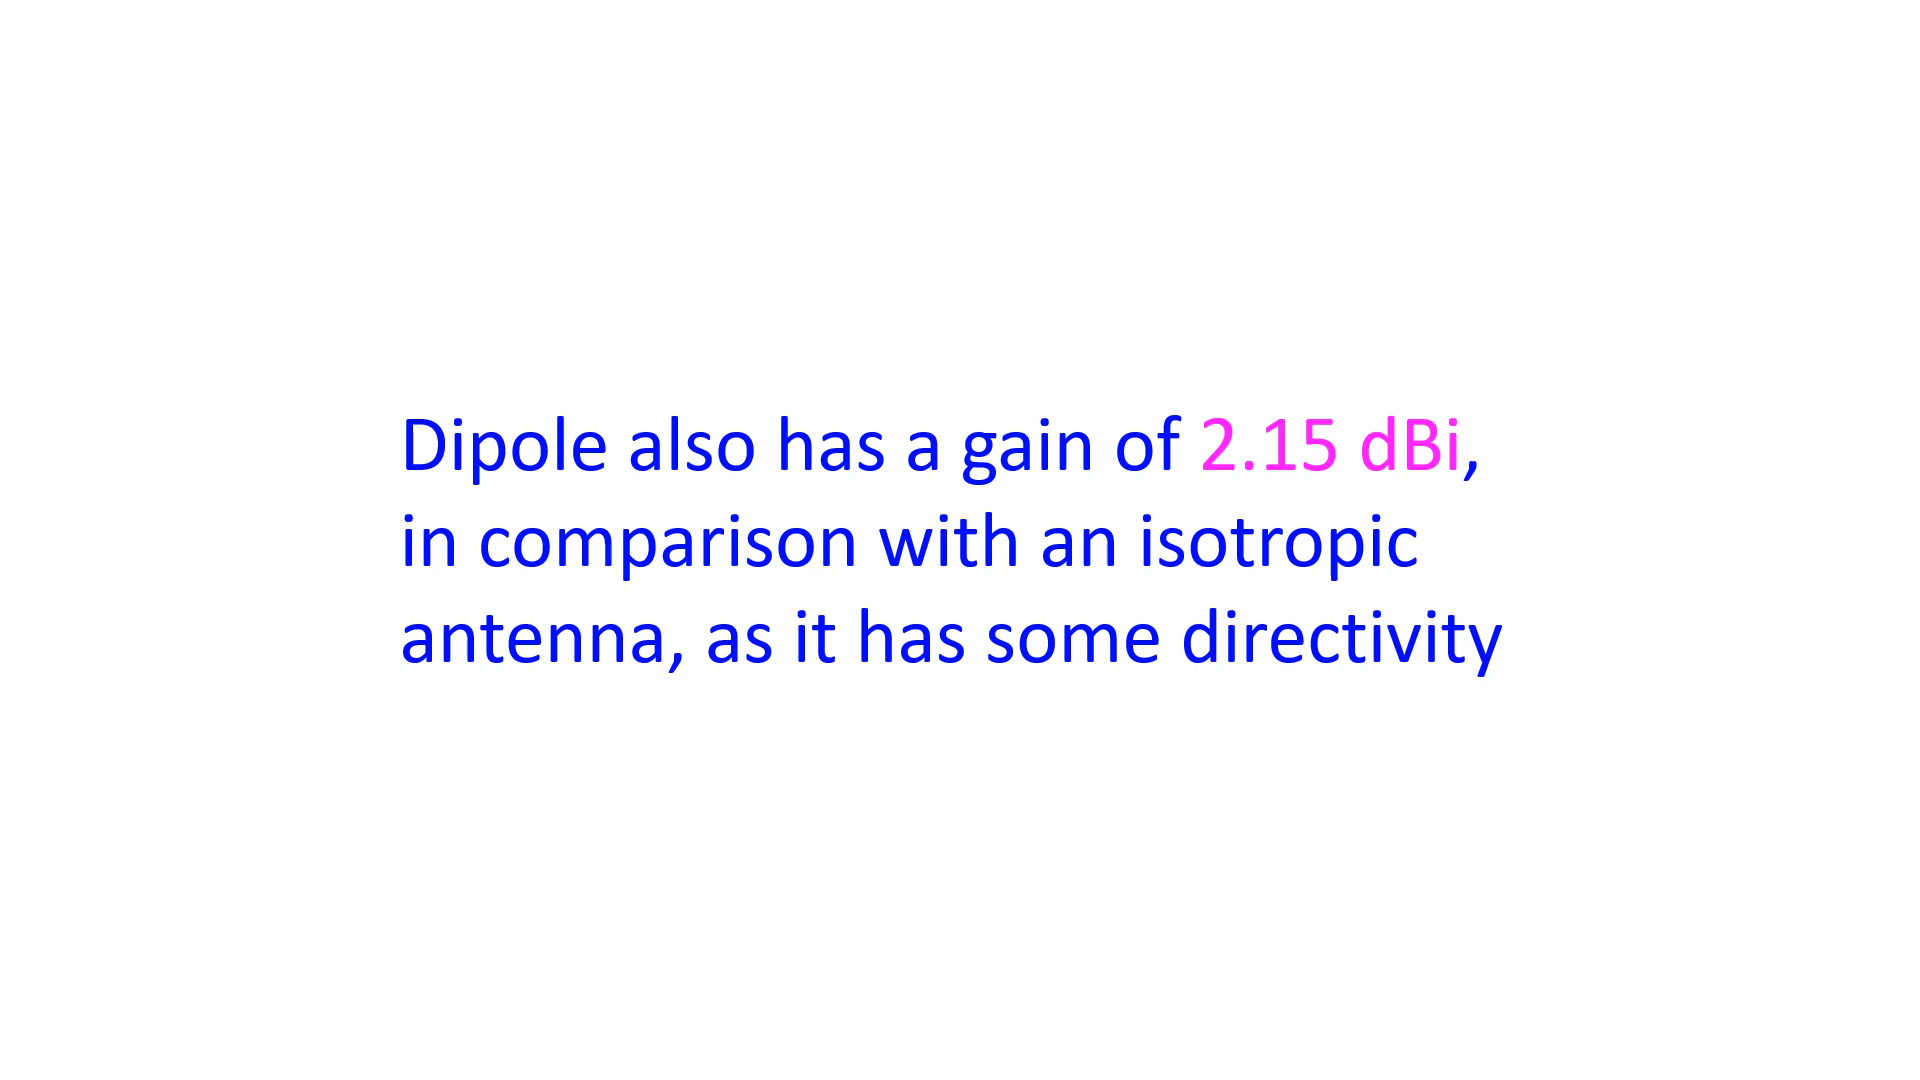 Dipole also has a gain of 2.15 dBi,
in comparison with an isotropic
antenna, as it has some directivity